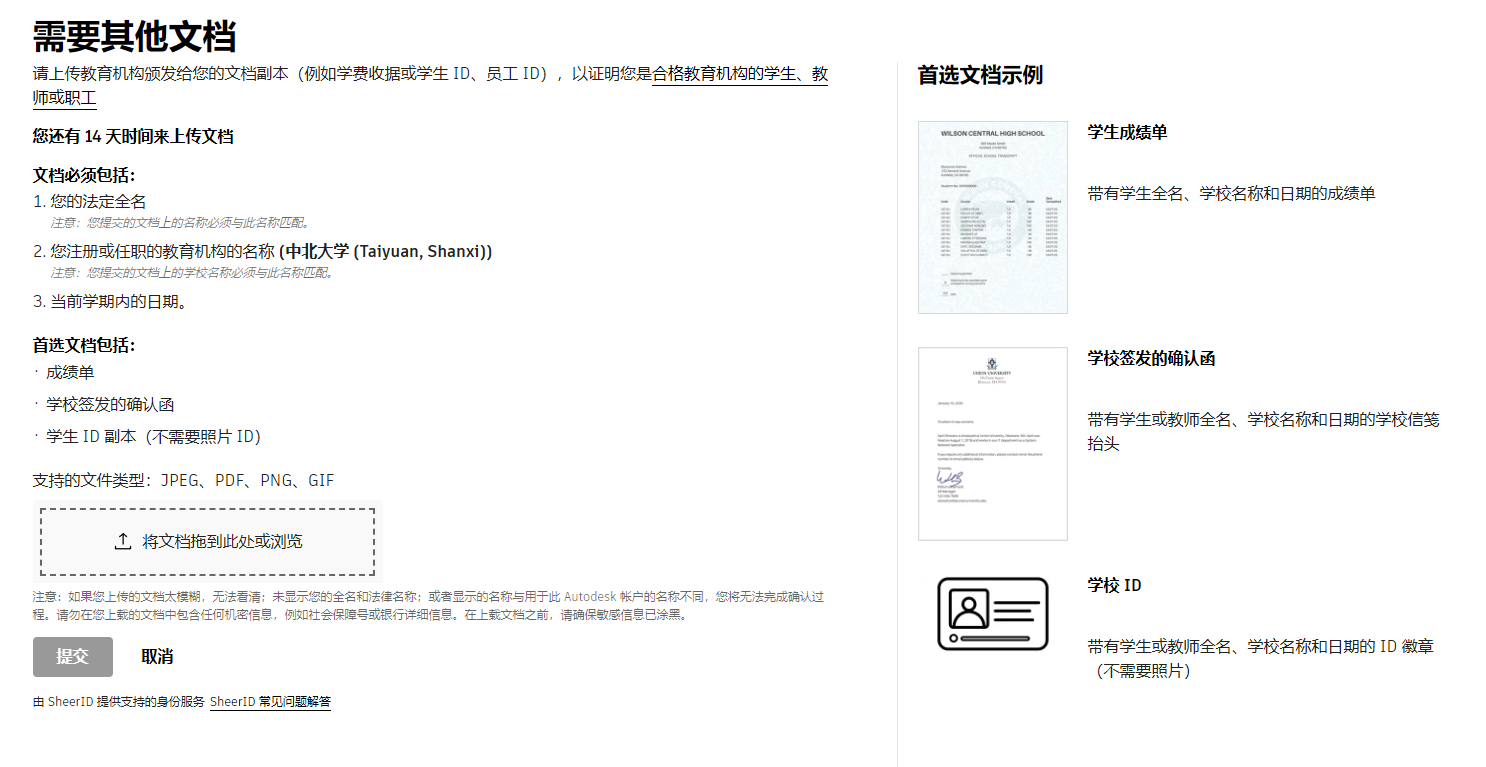 需要其他文档
请上传教育机构颁发给您的文档副本（例如学费收据或学生 ID、员工 ID），以证明您是合格教育机构的学生、教
师或职工
您还有 14 天时间来上传文档
文档必须包括：
1. 您的法定全名
注意：您提交的文档上的名称必须与此名称匹配。
2. 您注册或任职的教育机构的名称 (中北大学 (Taiyuan, Shanxi))
注意：您提交的文档上的学校名称必须与此名称匹配。
3. 当前学期内的日期。
首选文档包括：
· 成绩单
· 学校签发的确认函
· 学生 ID 副本（不需要照片 ID）
支持的文件类型：JPEG、PDF、PNG、GIF
将文档拖到此处或浏览
注意：如果您上传的文档太模糊，无法看清；未显示您的全名和法律名称；或者显示的名称与用于此 Autodesk 帐户的名称不同，您将无法完成确认过
程。请勿在您上载的文档中包含任何机密信息，例如社会保障号或银行详细信息。在上载文档之前，请确保敏感信息已涂黑。
提交 取消
由 SheerID 提供支持的身份服务 SheerID 常见问题解答
首选文档示例
WILSON CENTRAL HIGH SCHOOL
OFFICIAL SCHOOL TRANSCRIPT
学生成绩单
带有学生全名、学校名称和日期的成绩单
UNION UNIVERSITY
学校签发的确认函
带有学生或教师全名、学校名称和日期的学校信笺
抬头
学校 ID
带有学生或教师全名、学校名称和日期的 ID 徽章
（不需要照片）